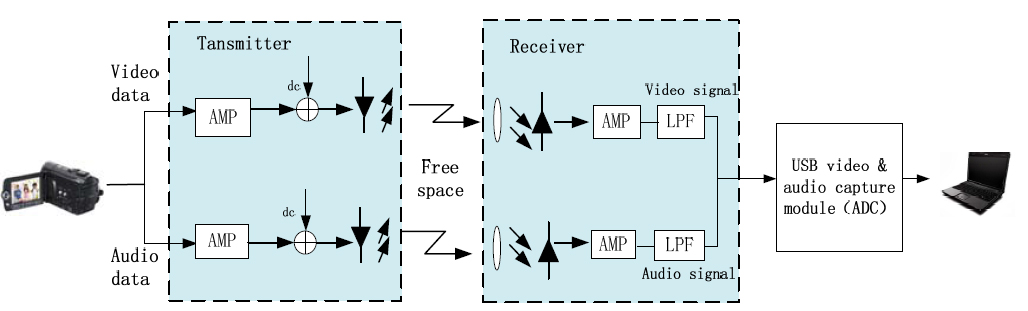 Tansmitter
Receiver
Video
data
dc
AMP
Video signal
AMP
LPF
Free
space
USB video &
audio capture
module (ADC)
dc
AMP
AMP
LPF
Audio
data
Audio signal